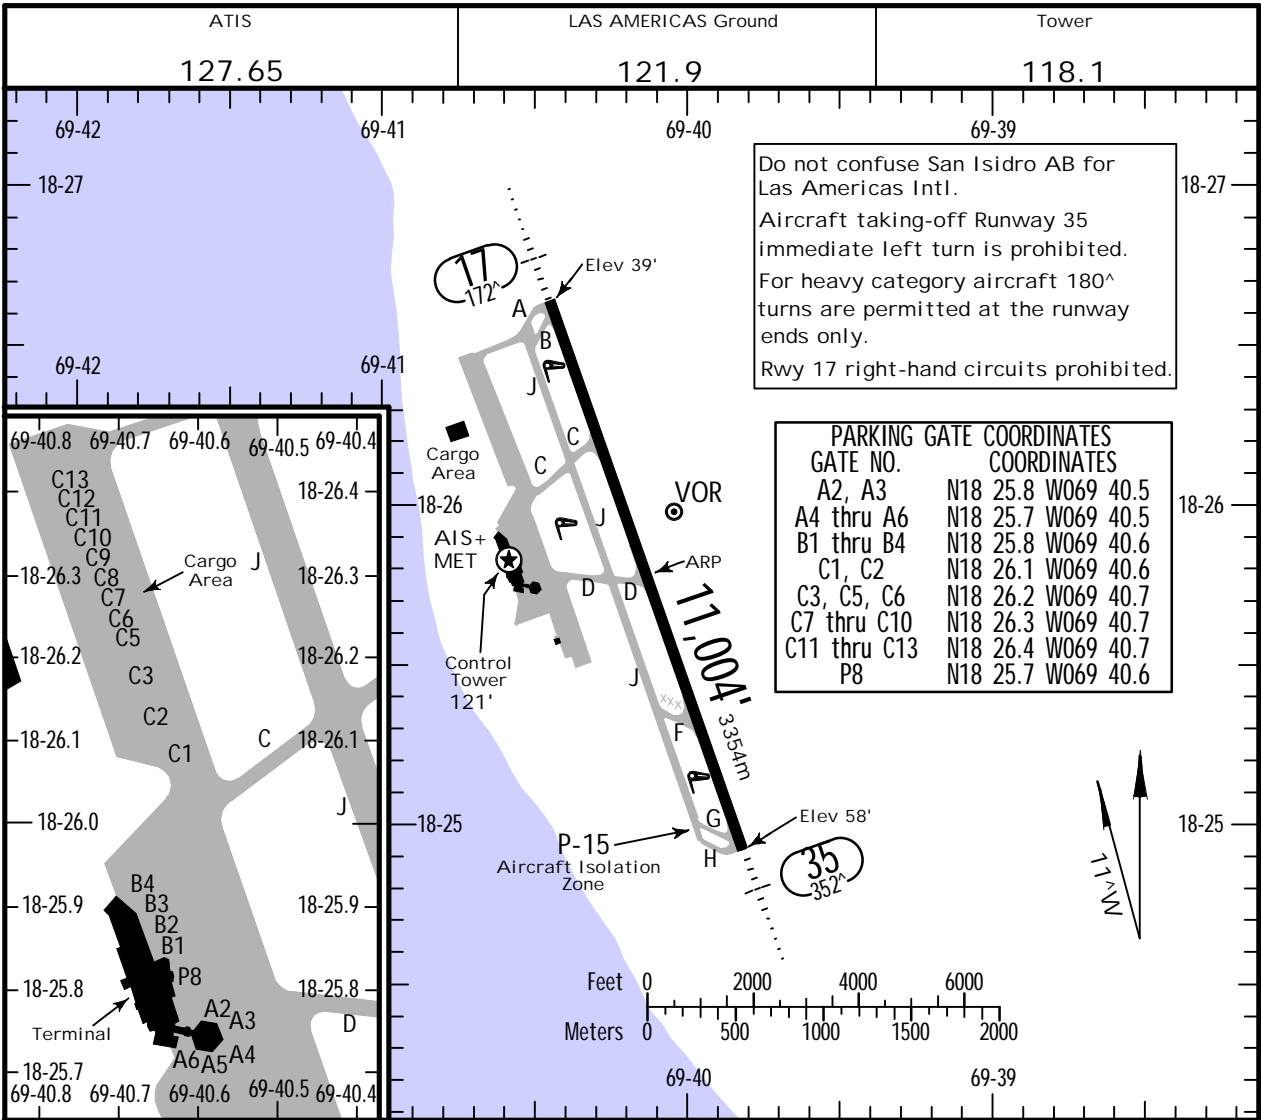 ATIS
127.65
LAS AMERICAS Ground
121.9
Tower
118.1
69-42
69-41
69-40
69-39
18-27
18-27
Do not confuse San Isidro AB for
Las Americas Intl.
Aircraft taking-off Runway 35
immediate left turn is prohibited.
For heavy category aircraft 180^
turns are permitted at the runway
ends only.
Rwy 17 right-hand circuits prohibited.
17
172^
Elev 39'
A
B
J
C
C
J
D
D
J
F
G
H
69-42
69-41
Cargo
Area
18-26
18-26
VOR
AIS+
MET
ARP
Control
Tower
121'
11,004'
3354m
xxx
18-25
18-25
P-15
Aircraft Isolation
Zone
Elev 58'
35
352^
11^W
PARKING GATE COORDINATES
GATE NO. COORDINATES
A2, A3 N18 25.8 W069 40.5
A4 thru A6 N18 25.7 W069 40.5
B1 thru B4 N18 25.8 W069 40.6
C1, C2 N18 26.1 W069 40.6
C3, C5, C6 N18 26.2 W069 40.7
C7 thru C10 N18 26.3 W069 40.7
C11 thru C13 N18 26.4 W069 40.7
P8 N18 25.7 W069 40.6
Feet 0 2000 4000 6000
Meters 0 500 1000 1500 2000
69-40
69-39
69-40.8 69-40.7 69-40.6 69-40.5 69-40.4
C13
C12
C11
C10
C9
C8
C7
C6
C5
C3
C2
C1
Cargo
Area
J
C
J
18-26.4
18-26.3
18-26.3
18-26.2
18-26.2
18-26.1
18-26.1
18-26.0
18-25.9
18-25.9
18-25.8
18-25.8
18-25.7
B4
B3
B2
B1
P8
A2
A3
A4
A5
A6
Terminal
D
69-40.8 69-40.7 69-40.6 69-40.5 69-40.4